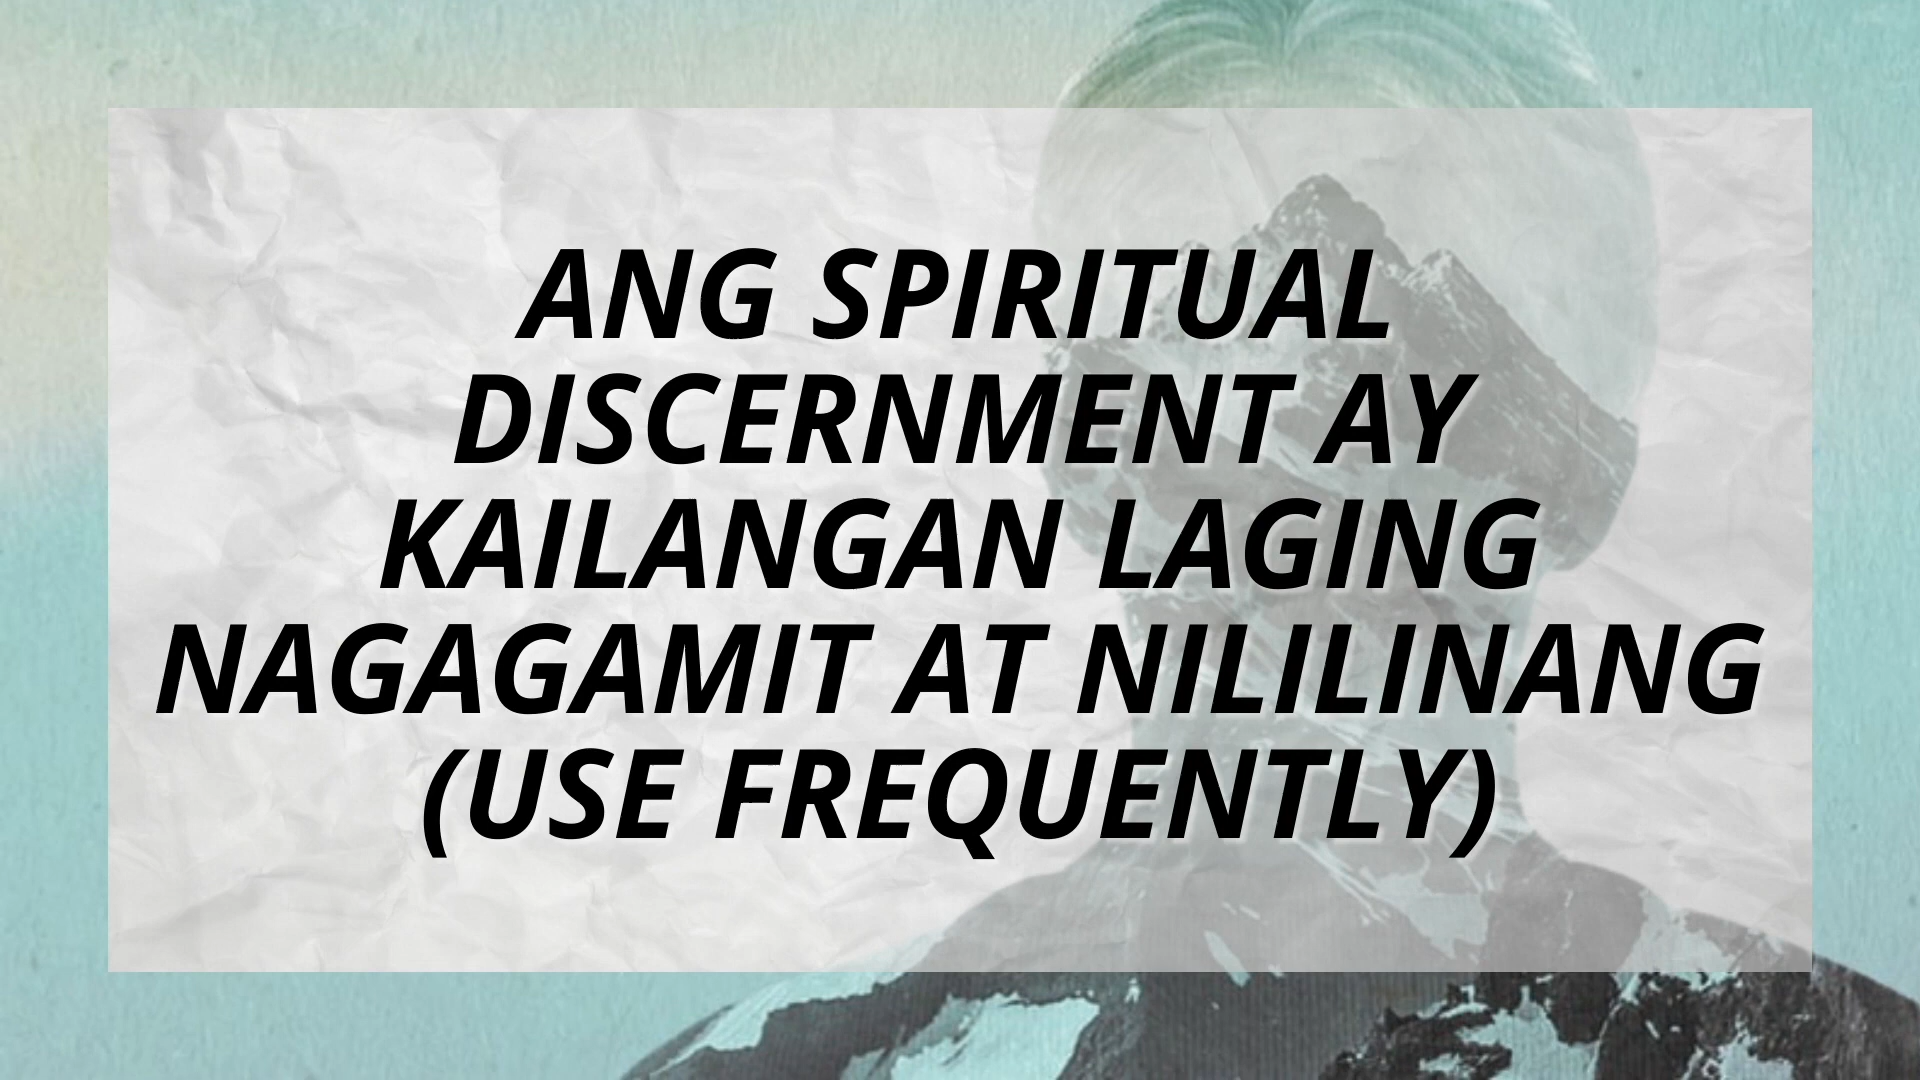 ANG SPIRITUAL
DISCERNMENT AY
KAILANGAN LAGING
NAGAGAMIT AT NILILINANG
(USE FREQUENTLY)